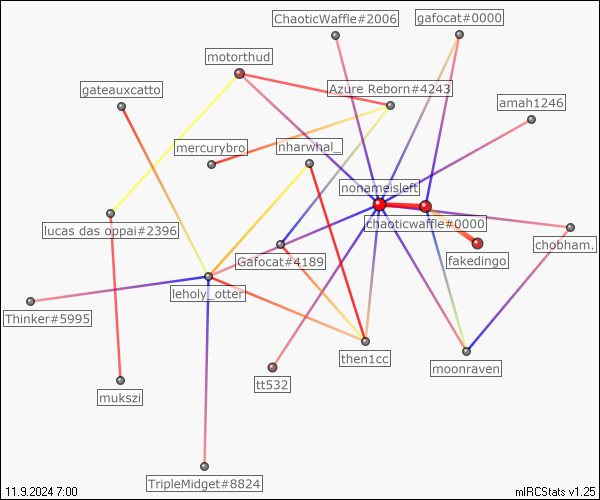 ChaoticWaffle#2006
gafocat#0000
motorthud
gateauxcatto
Azure Reborn#4243
amah1246
mercurybro
nharwhal_
nonameisleft
lucas das oppai#2396
chaoticwaffle#0000
chobham.
Gafocat#4189
fakedingo
leholy_otter
Thinker#5995
then1cc
moonraven
tt532
mukszi
TripleMidget#8824
11.9.2024 7:00
mIRCStats v1.25